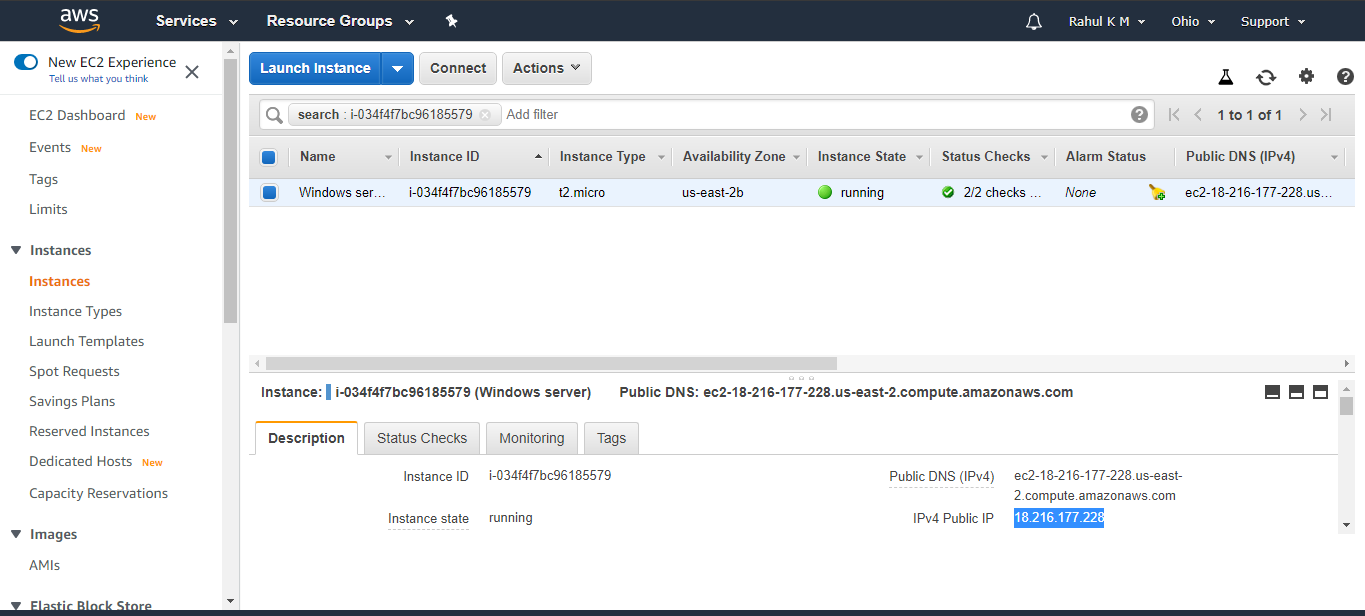 aws Services Resource Groups Rahul K M Ohio Support
New EC2 Experience
Tell us what you think
EC2 Dashboard New
Events New
Tags
Limits
Instances
Instances
Instance Types
Launch Templates
Spot Requests
Savings Plans
Reserved Instances
Dedicated Hosts New
Capacity Reservations
Images
AMIs
Elastic Block Store
Launch Instance Connect Actions
search : i-034f4f7bc96185579 Add filter 1 to 1 of 1
Name Instance ID Instance Type Availability Zone Instance State Status Checks Alarm Status Public DNS (IPv4)
Windows ser... i-034f4f7bc96185579 t2.micro us-east-2b running 2/2 checks ... None ec2-18-216-177-228.us...
Instance: i-034f4f7bc96185579 (Windows server) Public DNS: ec2-18-216-177-228.us-east-2.compute.amazonaws.com
Description Status Checks Monitoring Tags
Instance ID i-034f4f7bc96185579 Public DNS (IPv4) ec2-18-216-177-228.us-east-
2.compute.amazonaws.com
Instance state running IPv4 Public IP 18.216.177.228